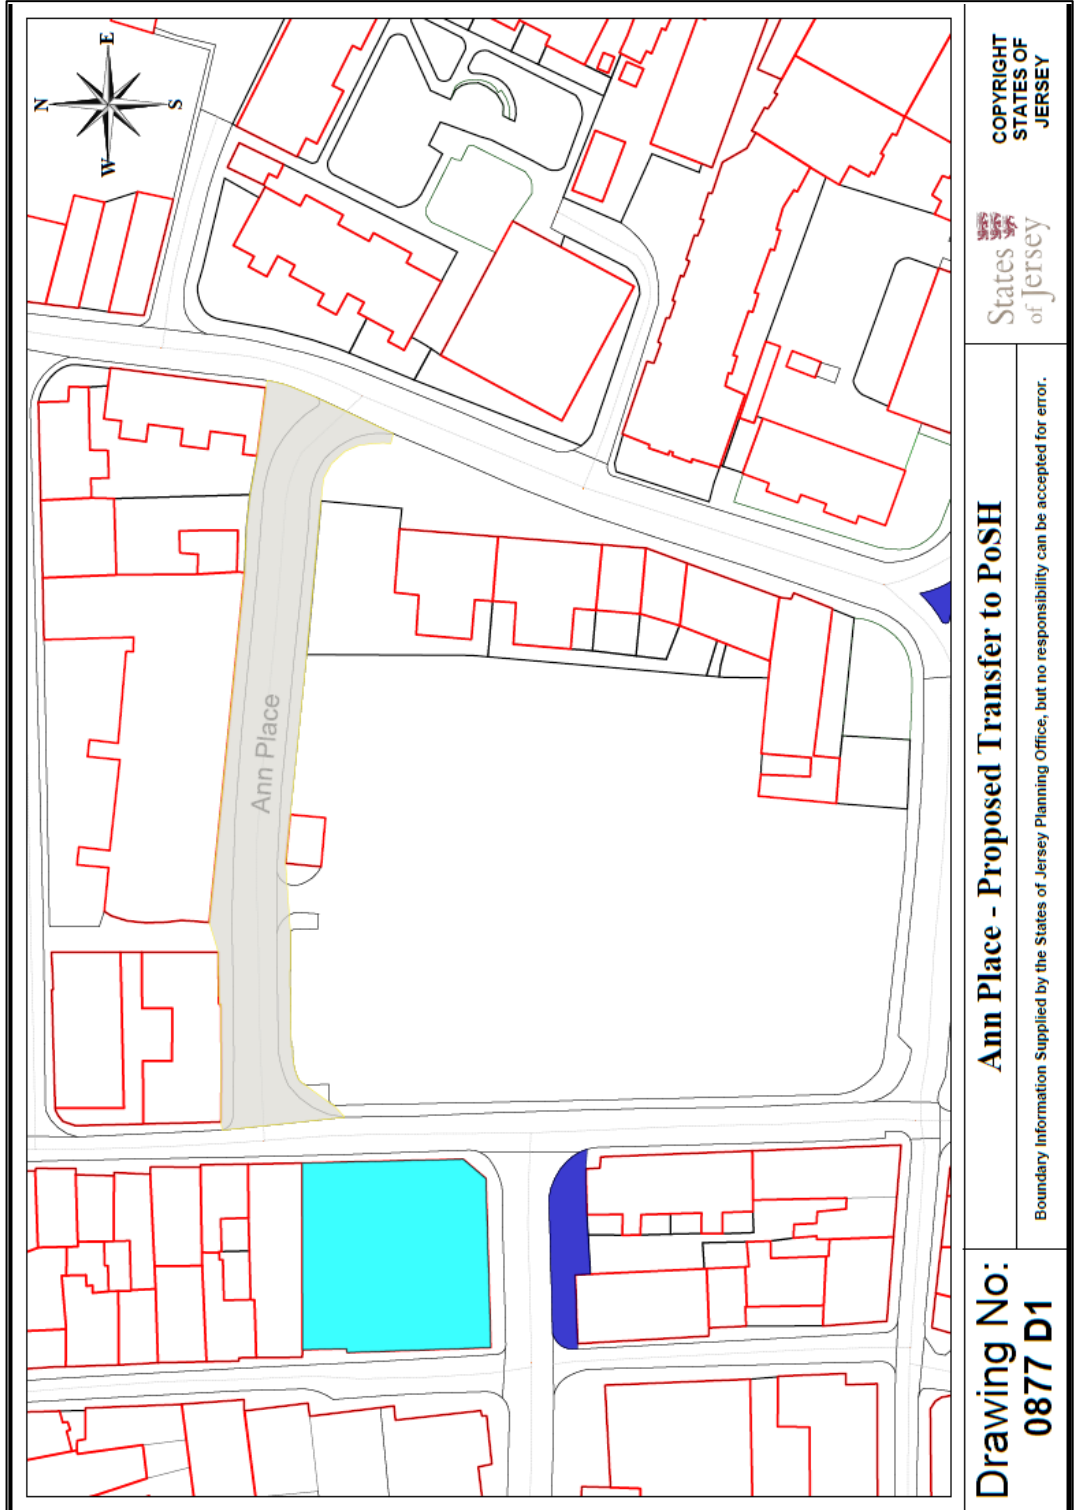 N
E
S
W
Ann Place
COPYRIGHT
STATES OF
JERSEY
States
of Jersey
Ann Place - Proposed Transfer to PoSH
Boundary Information Supplied by the States of Jersey Planning Office, but no responsibility can be accepted for error.
Drawing No:
0877 D1